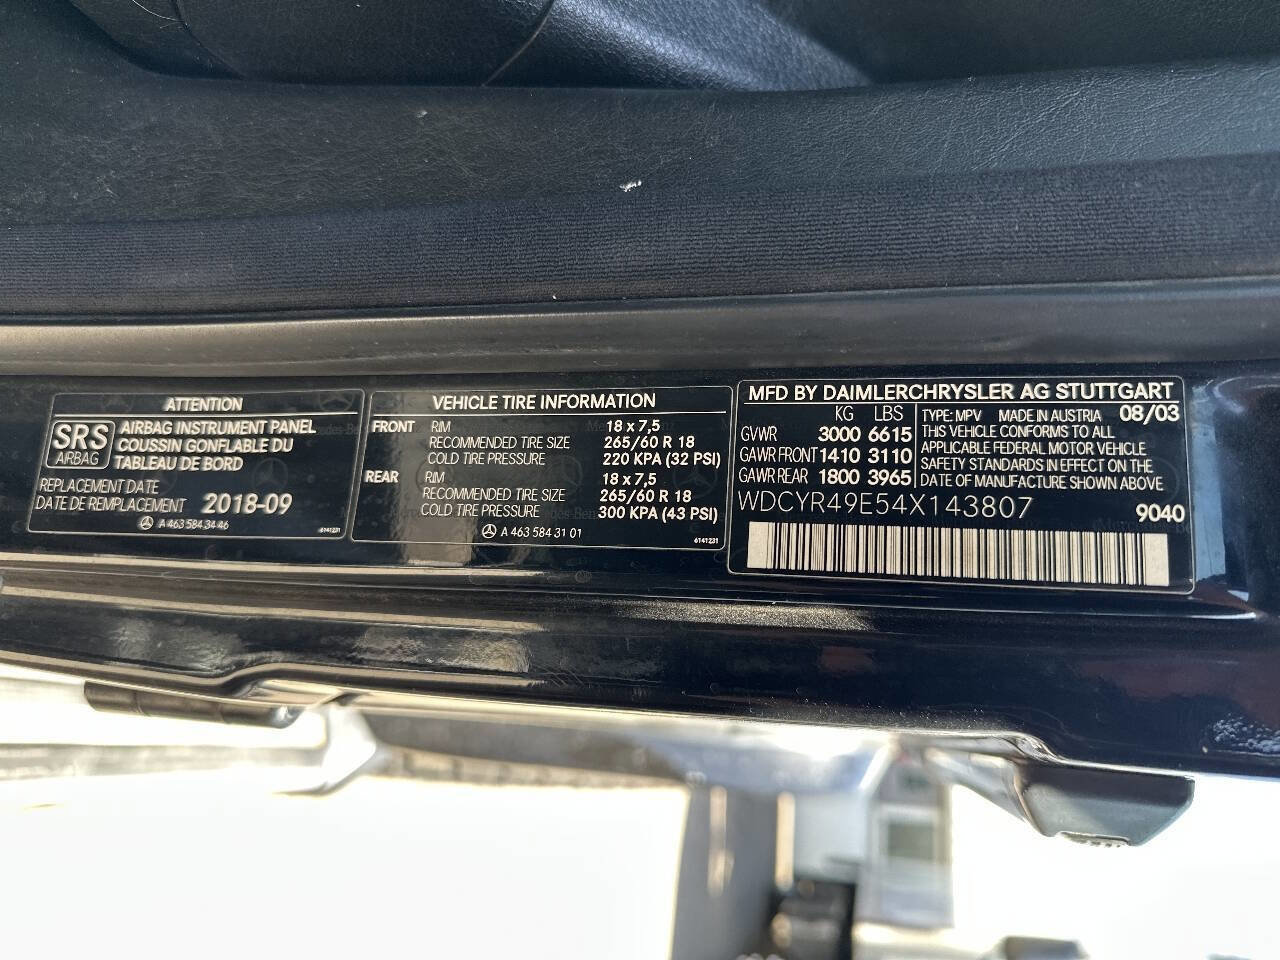 ATTENTION
SRS
AIRBAG
AIRBAG INSTRUMENT PANEL
COUSSIN GONFLABLE DU
TABLEAU DE BORD
REPLACEMENT DATE
DATE DE REMPLACEMENT 2018-09
A 463 584 34 46
6141231
VEHICLE TIRE INFORMATION
FRONT RIM 18 x 7,5
RECOMMENDED TIRE SIZE 265/60 R 18
COLD TIRE PRESSURE 220 KPA (32 PSI)
REAR RIM 18 x 7,5
RECOMMENDED TIRE SIZE 265/60 R 18
COLD TIRE PRESSURE 300 KPA (43 PSI)
A 463 584 31 01
6141231
MFD BY DAIMLERCHRYSLER AG STUTTGART
KG LBS
GVWR 3000 6615
GAWR FRONT 1410 3110
GAWR REAR 1800 3965
TYPE: MPV MADE IN AUSTRIA 08/03
THIS VEHICLE CONFORMS TO ALL
APPLICABLE FEDERAL MOTOR VEHICLE
SAFETY STANDARDS IN EFFECT ON THE
DATE OF MANUFACTURE SHOWN ABOVE
WDCYR49E54X143807
9040